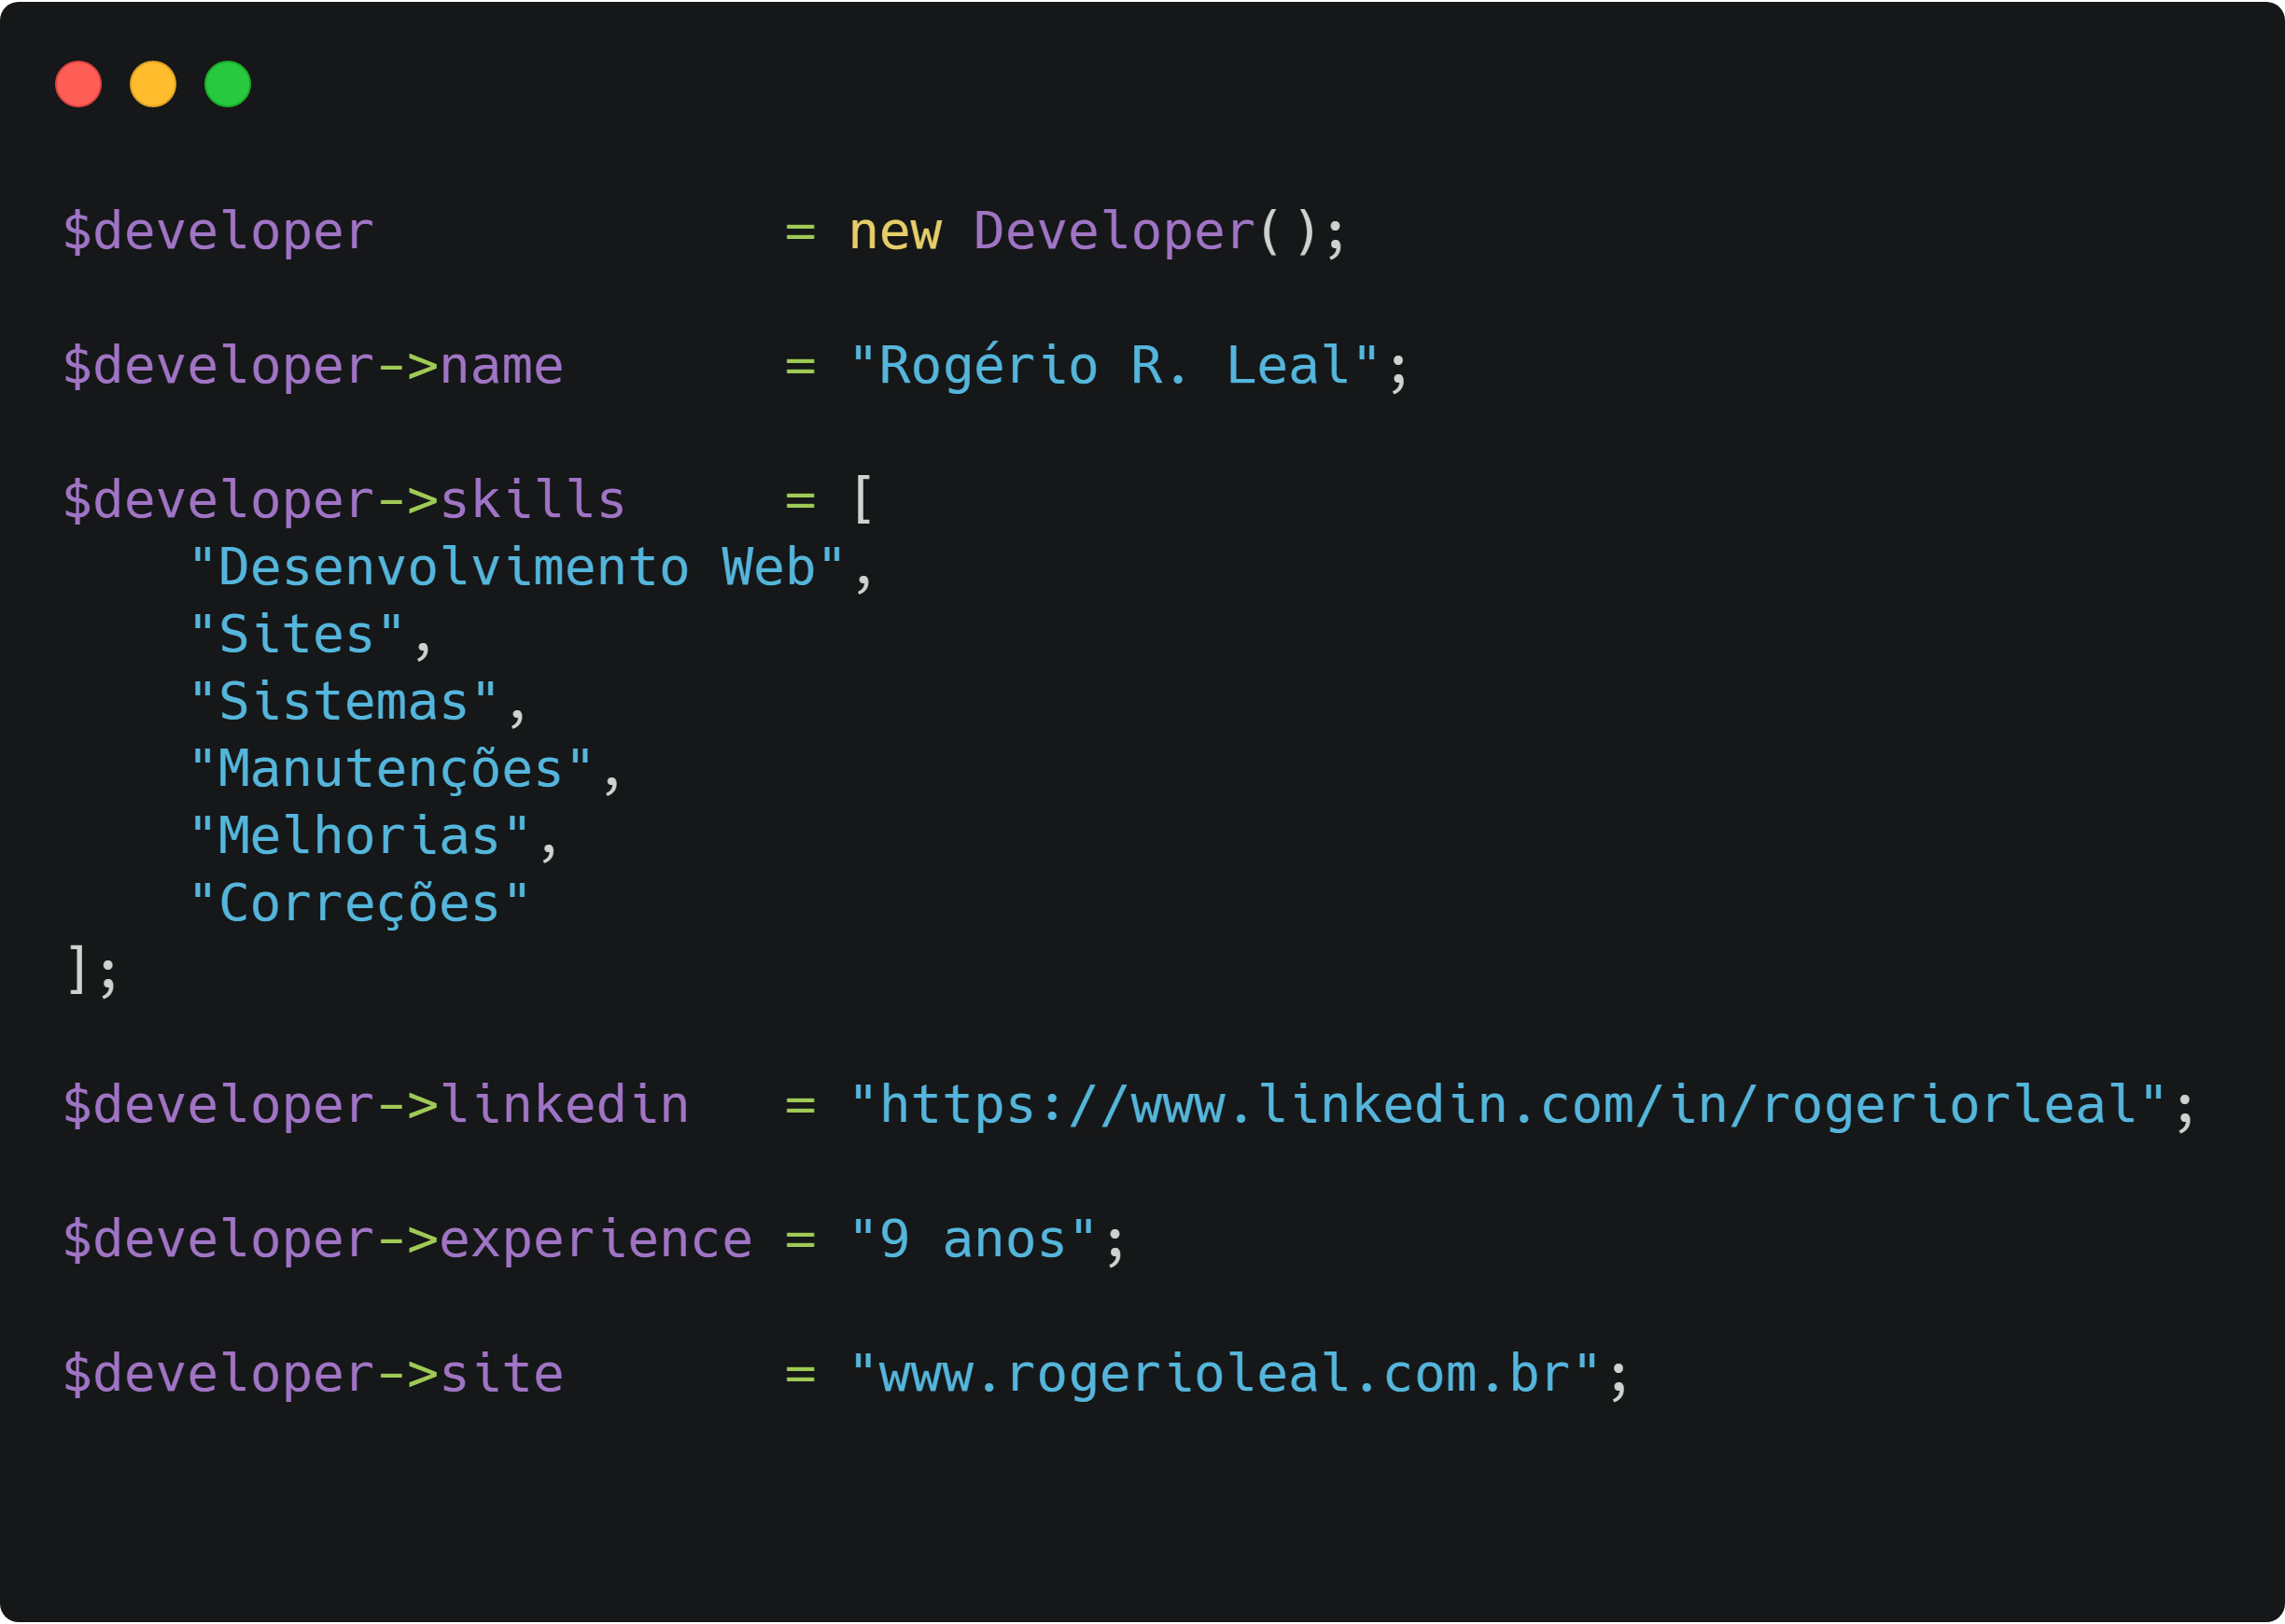 $developer             = new Developer();
$developer->name       = "Rogério R. Leal";
$developer->skills     = [
    "Desenvolvimento Web",
    "Sites",
    "Sistemas",
    "Manutenções",
    "Melhorias",
    "Correções"
];
$developer->linkedin   = "https://www.linkedin.com/in/rogeriorleal";
$developer->experience = "9 anos";
$developer->site       = "www.rogerioleal.com.br";